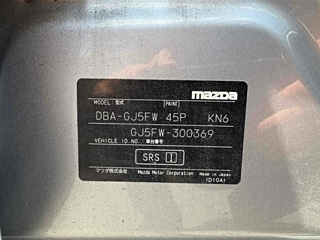 mazda
MODEL:型式 PAINT
DBA-GJ5FW 45P KN6
GJ5FW-300369
VEHICLE NO.:車台番号
SRS I
マツダ株式会社 Mazda Motor Corporation Made in Japan
(D10A)